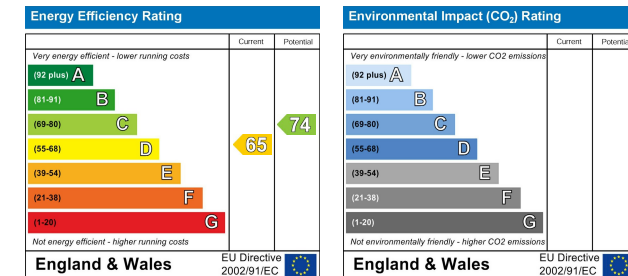 Energy Efficiency Rating
Current Potential
Very energy efficient - lower running costs
(92 plus) A
(81-91) B
(69-80) C
74
(55-68) D
65
(39-54) E
(21-38) F
(1-20) G
Not energy efficient - higher running costs
England & Wales
EU Directive
2002/91/EC
Environmental Impact (CO₂) Rating
Current Potential
Very environmentally friendly - lower CO2 emissions
(92 plus) A
(81-91) B
(69-80) C
(55-68) D
(39-54) E
(21-38) F
(1-20) G
Not environmentally friendly - higher CO2 emissions
England & Wales
EU Directive
2002/91/EC